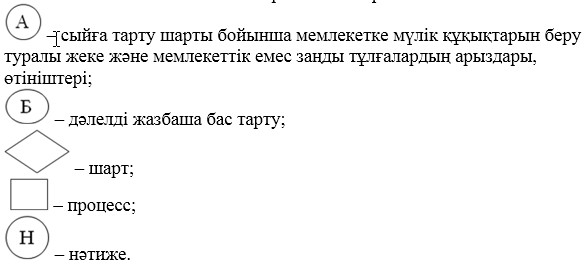 А – сыйға тарту шарты бойынша мемлекетке мүлік құқықтарын беру
туралы жеке және мемлекеттік емес заңды тұлғалардың арыздары,
өтініштері;
Б – дәлелді жазбаша бас тарту;
– шарт;
– процесс;
Н – нәтиже.